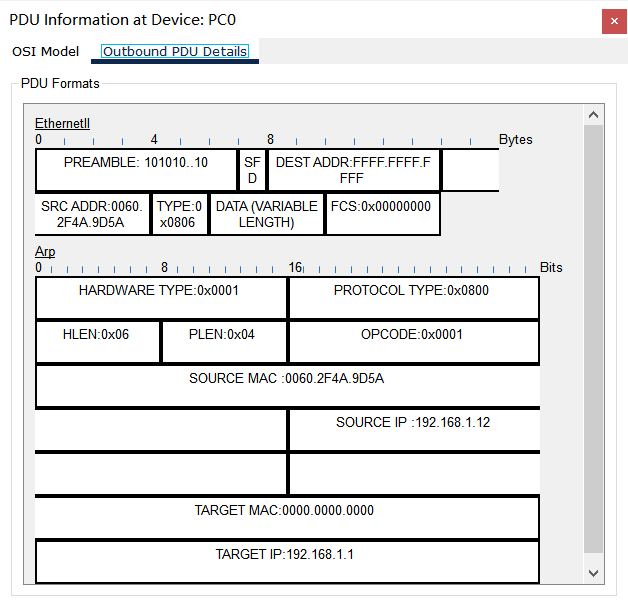 PDU Information at Device: PC0
OSI Model
Outbound PDU Details
PDU Formats
EthernetII
0 4 8 Bytes
PREAMBLE: 101010..10
SF
D
DEST ADDR:FFFF.FFFF.F
FFF
SRC ADDR:0060.
2F4A.9D5A
TYPE:0
x0806
DATA (VARIABLE
LENGTH)
FCS:0x00000000
Arp
0 8 16 Bits
HARDWARE TYPE:0x0001
PROTOCOL TYPE:0x0800
HLEN:0x06
PLEN:0x04
OPCODE:0x0001
SOURCE MAC :0060.2F4A.9D5A
SOURCE IP :192.168.1.12
TARGET MAC:0000.0000.0000
TARGET IP:192.168.1.1